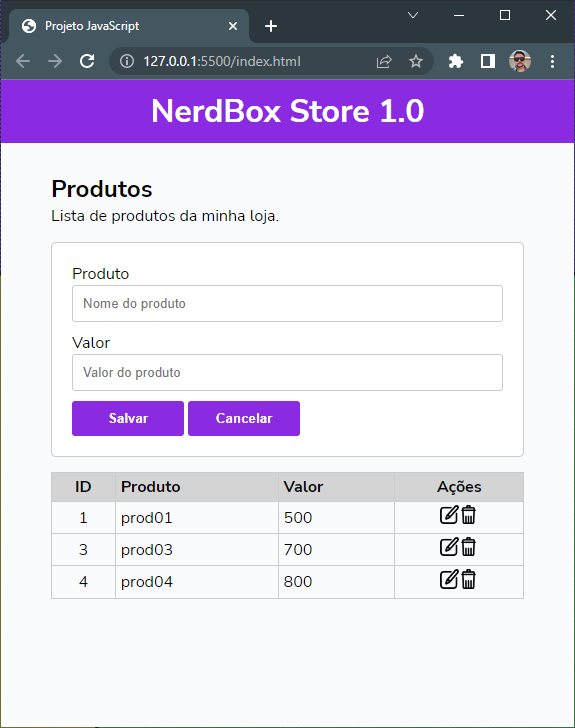 Projeto JavaScript
127.0.0.1:5500/index.html
NerdBox Store 1.0
Produtos
Lista de produtos da minha loja.
Produto
Nome do produto
Valor
Valor do produto
Salvar Cancelar
ID Produto Valor Ações
1 prod01 500
3 prod03 700
4 prod04 800